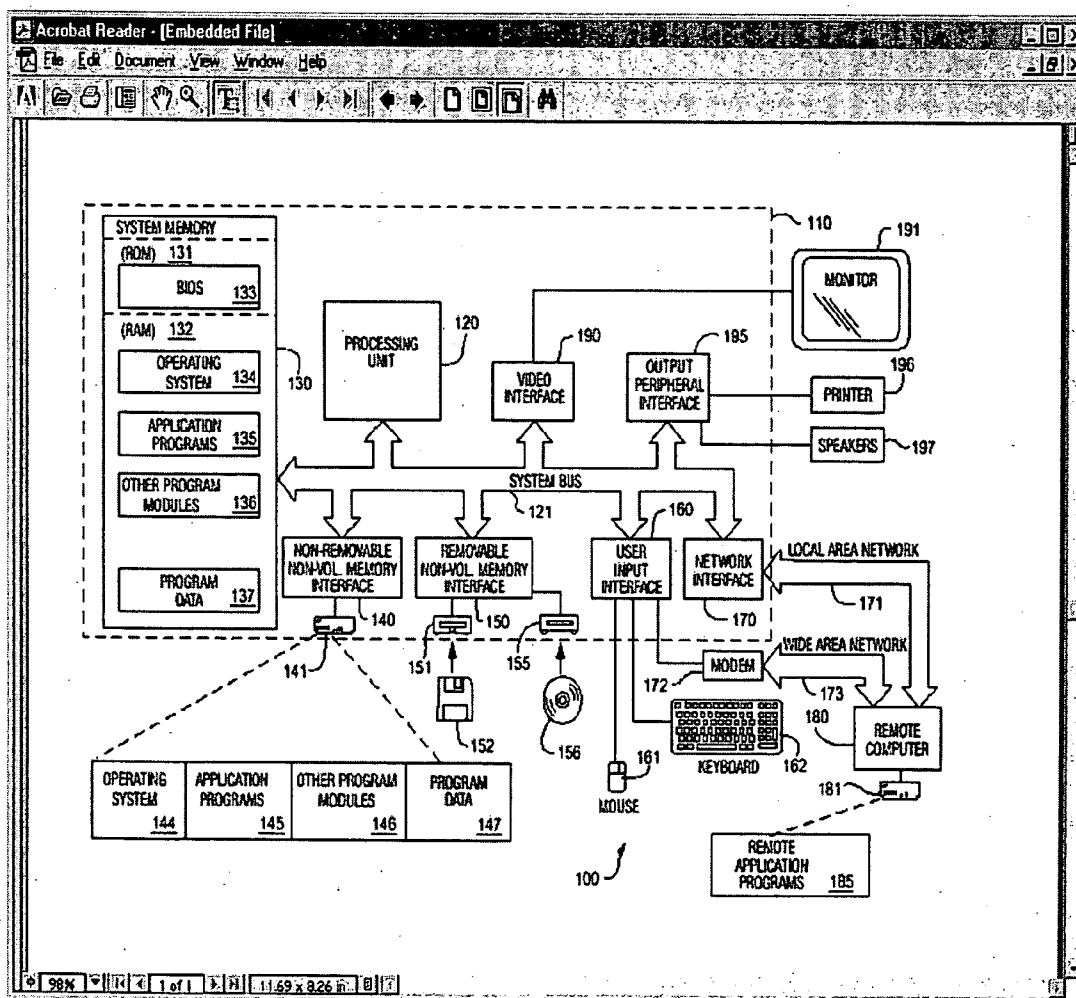 Acrobat Reader - [Embedded File]
File Edit Document View Window Help
110
SYSTEM MEMORY
(ROM) 131
BIOS 133
(RAM) 132
OPERATING
SYSTEM 134
APPLICATION
PROGRAMS 135
OTHER PROGRAM
MODULES 136
PROGRAM
DATA 137
130
PROCESSING
UNIT
120
190
VIDEO
INTERFACE
195
OUTPUT
PERIPHERAL
INTERFACE
191
MONITOR
196
PRINTER
SPEAKERS
197
SYSTEM BUS
121
NON-REMOVABLE
NON-VOL. MEMORY
INTERFACE
140
REMOVABLE
NON-VOL. MEMORY
INTERFACE
150
160
USER
INPUT
INTERFACE
NETWORK
INTERFACE
170
LOCAL AREA NETWORK
171
WIDE AREA NETWORK
173
MODEM
172
141
151
155
152
156
161
MOUSE
KEYBOARD
162
180
REMOTE
COMPUTER
181
OPERATING
SYSTEM 144
APPLICATION
PROGRAMS 145
OTHER PROGRAM
MODULES 146
PROGRAM
DATA 147
100
REMOTE
APPLICATION
PROGRAMS 185
98% 1 of 1 11.69 x 8.26 in